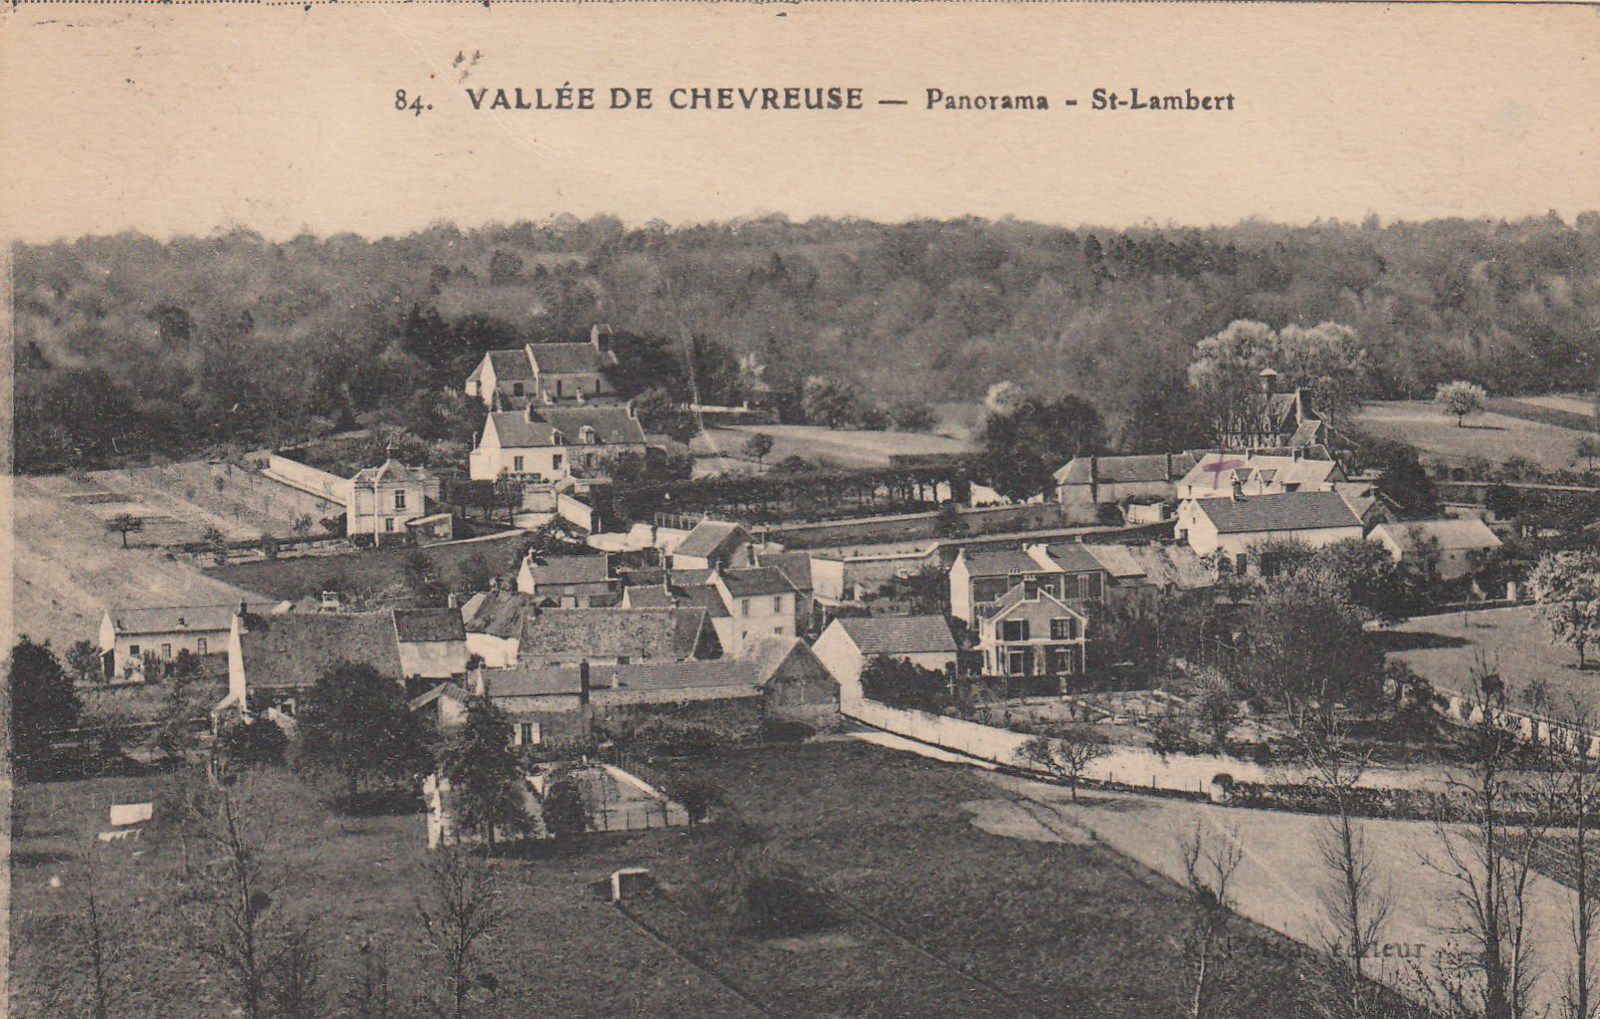 84. VALLÉE DE CHEVREUSE — Panorama - St-Lambert